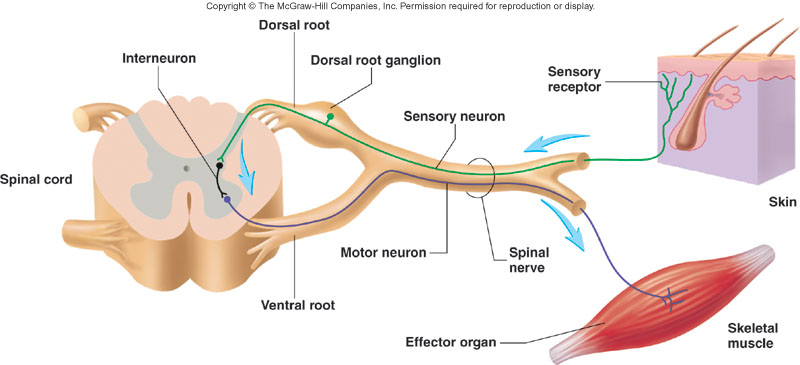 Copyright © The McGraw-Hill Companies, Inc. Permission required for reproduction or display.
Dorsal root
Interneuron
Dorsal root ganglion
Sensory
receptor
Sensory neuron
Spinal cord
Skin
Motor neuron
Spinal
nerve
Ventral root
Effector organ
Skeletal
muscle